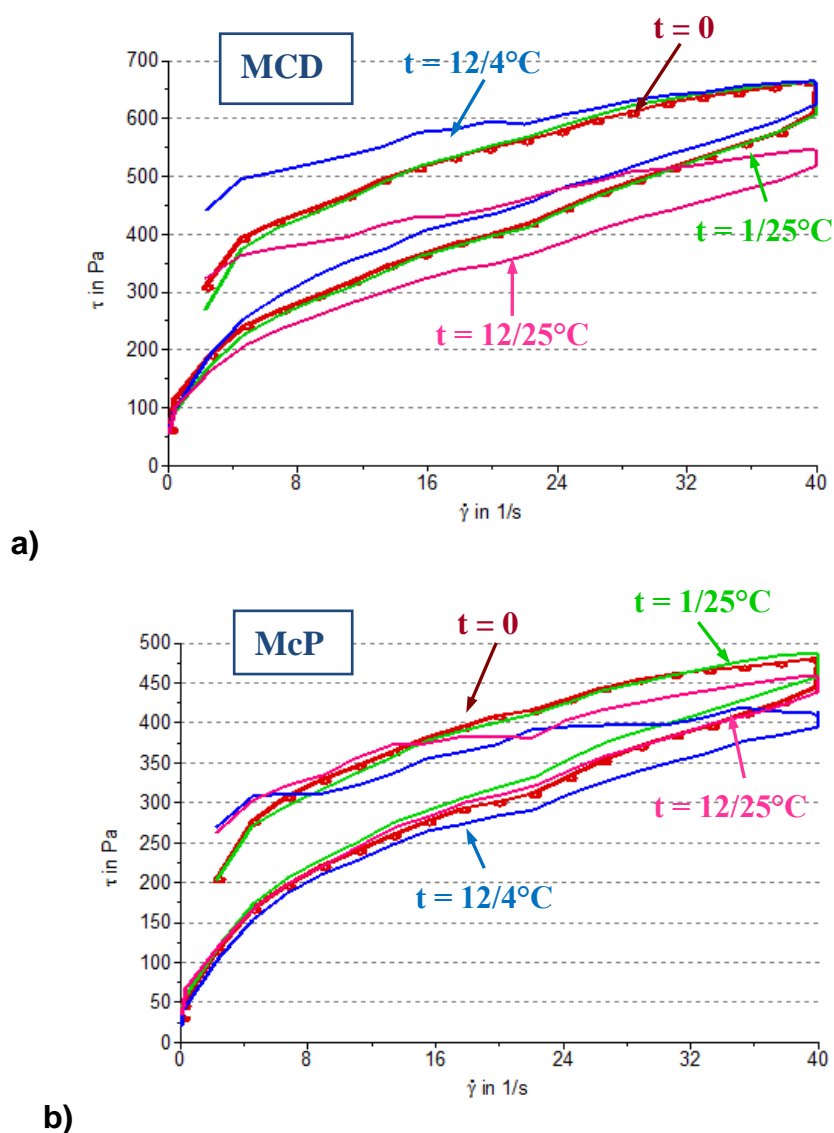 MCD
t = 12/4°C
t = 0
700
600
500
400
300
200
100
0
τ in Pa
t = 1/25°C
t = 12/25°C
0
8
16
24
32
40
γ̇ in 1/s
a)
McP
t = 0
t = 1/25°C
500
450
400
350
300
250
200
150
100
50
0
τ in Pa
t = 12/25°C
t = 12/4°C
0
8
16
24
32
40
γ̇ in 1/s
b)